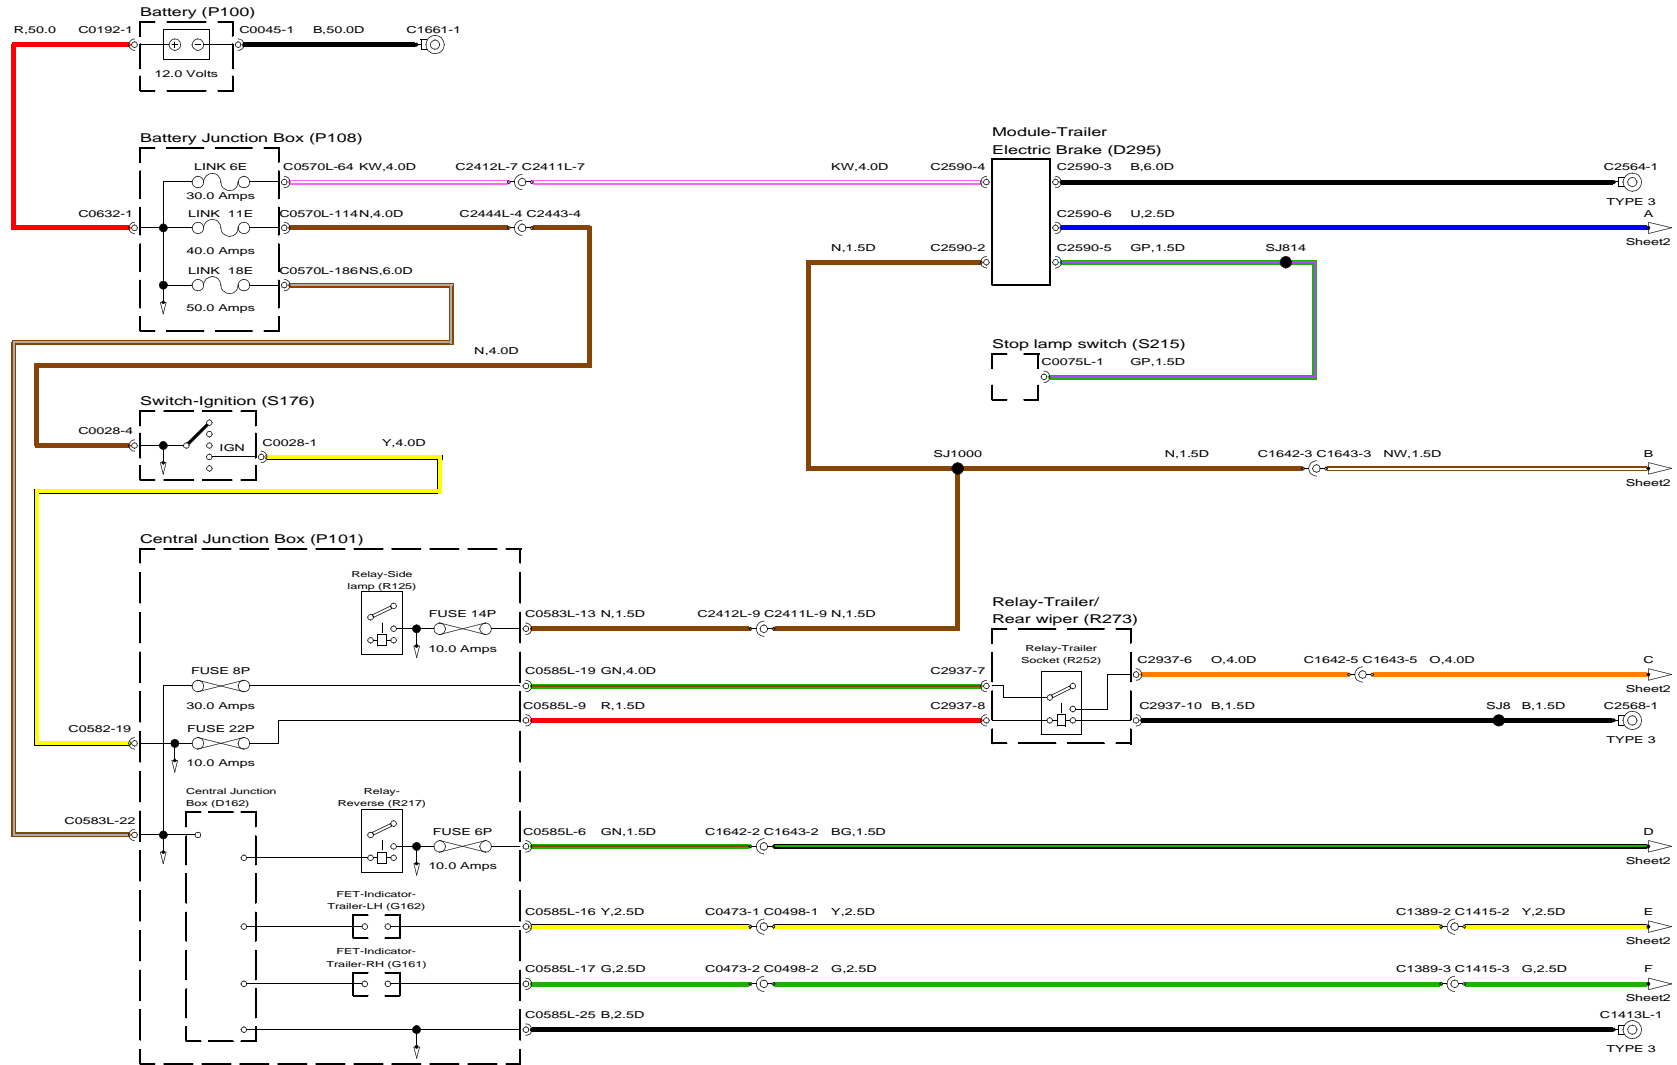 Battery (P100)
R,50.0 C0192-1 C0045-1 B,50.0D C1661-1
12.0 Volts
Battery Junction Box (P108)
LINK 6E C0570L-64 KW,4.0D C2412L-7 C2411L-7 KW,4.0D C2590-4
30.0 Amps
C0632-1 LINK 11E C0570L-114N,4.0D C2444L-4 C2443-4
40.0 Amps
LINK 18E C0570L-186NS,6.0D
50.0 Amps
N,4.0D
Module-Trailer
Electric Brake (D295)
C2590-3 B,6.0D C2564-1
TYPE 3
C2590-6 U,2.5D A
Sheet2
N,1.5D C2590-2 C2590-5 GP,1.5D SJ814
Stop lamp switch (S215)
C0075L-1 GP,1.5D
Switch-Ignition (S176)
C0028-4 IGN C0028-1 Y,4.0D
SJ1000 N,1.5D C1642-3 C1643-3 NW,1.5D B
Sheet2
Central Junction Box (P101)
Relay-Side
lamp (R125)
FUSE 14P C0583L-13 N,1.5D C2412L-9 C2411L-9 N,1.5D
10.0 Amps
Relay-Trailer/
Rear wiper (R273)
Relay-Trailer
Socket (R252)
FUSE 8P C0585L-19 GN,4.0D C2937-7 C2937-6 O,4.0D C1642-5 C1643-5 O,4.0D C
30.0 Amps Sheet2
C0585L-9 R,1.5D C2937-8 C2937-10 B,1.5D SJ8 B,1.5D C2568-1
TYPE 3
C0582-19 FUSE 22P
10.0 Amps
Central Junction
Box (D162)
Relay-
Reverse (R217)
C0583L-22 FUSE 6P C0585L-6 GN,1.5D C1642-2 C1643-2 BG,1.5D D
10.0 Amps Sheet2
FET-Indicator-
Trailer-LH (G162)
C0585L-16 Y,2.5D C0473-1 C0498-1 Y,2.5D C1389-2 C1415-2 Y,2.5D E
Sheet2
FET-Indicator-
Trailer-RH (G161)
C0585L-17 G,2.5D C0473-2 C0498-2 G,2.5D C1389-3 C1415-3 G,2.5D F
Sheet2
C0585L-25 B,2.5D C1413L-1
TYPE 3